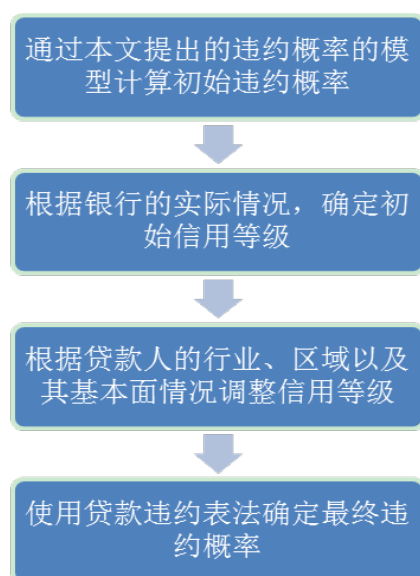 通过本文提出的违约概率的模
型计算初始违约概率
根据银行的实际情况，确定初
始信用等级
根据贷款人的行业、区域以及
其基本面情况调整信用等级
使用贷款违约表法确定最终违
约概率